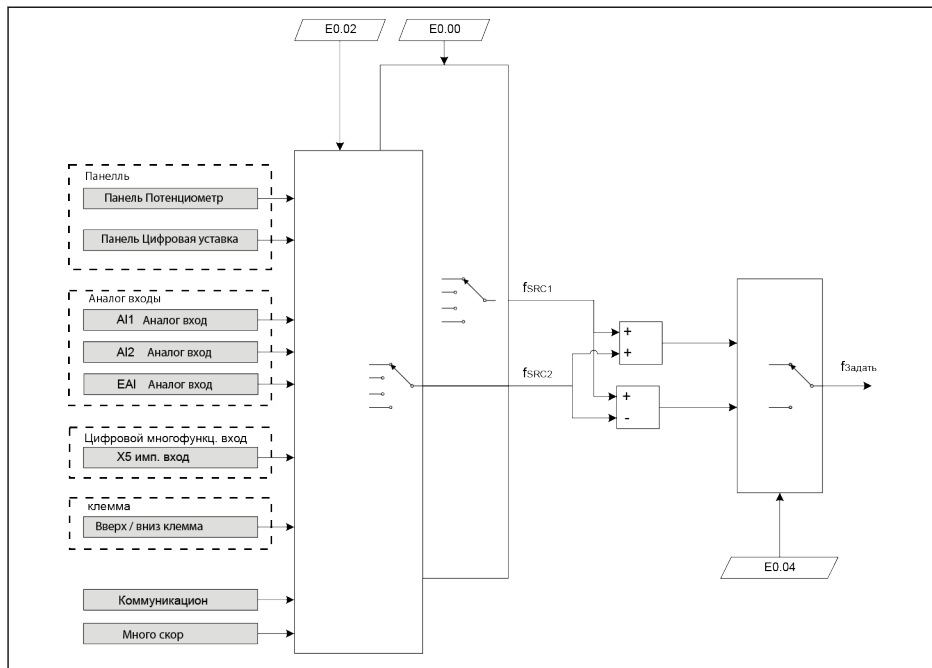 E0.02
E0.00
Панелль
Панель Потенциометр
Панель Цифровая уставка
Аналог входы
AI1 Аналог вход
AI2 Аналог вход
EAI Аналог вход
Цифровой многофункц. вход
X5 имп. вход
клемма
Вверх / вниз клемма
Коммуникацион
Много скор
fSRC1
fSRC2
+
+
+
-
fЗадать
E0.04